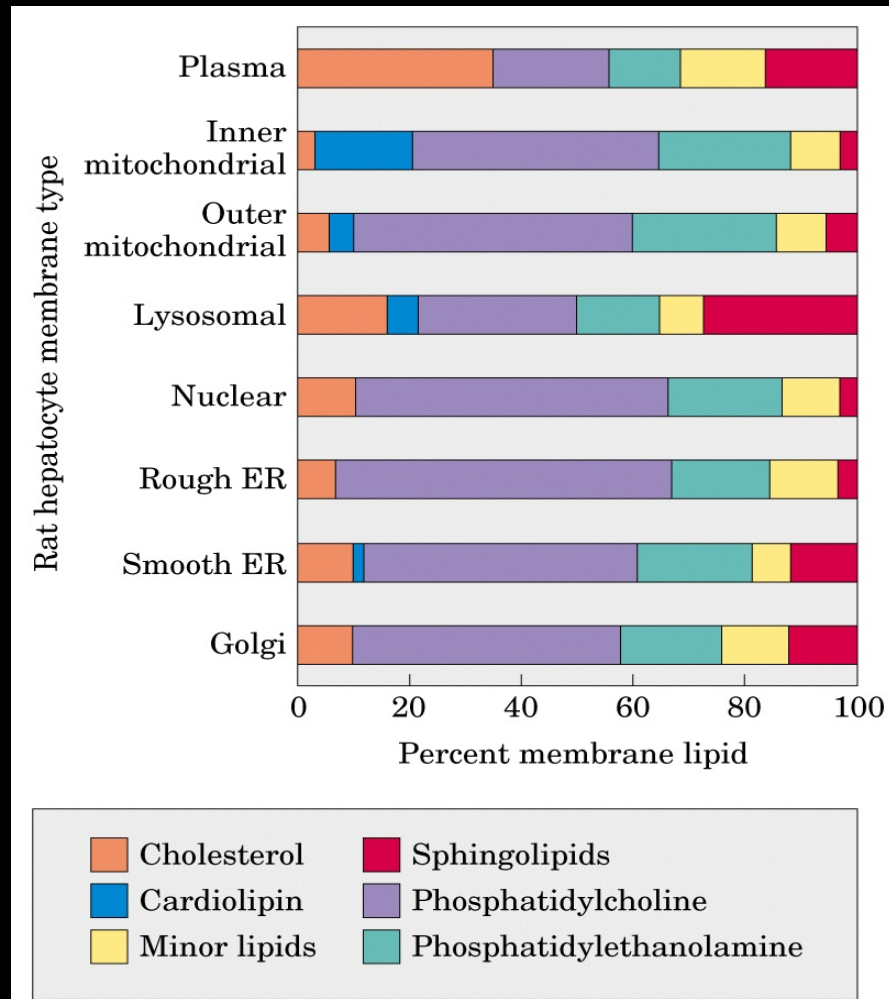 Rat hepatocyte membrane type
Plasma
Inner
mitochondrial
Outer
mitochondrial
Lysosomal
Nuclear
Rough ER
Smooth ER
Golgi
0 20 40 60 80 100
Percent membrane lipid
Cholesterol
Cardiolipin
Minor lipids
Sphingolipids
Phosphatidylcholine
Phosphatidylethanolamine